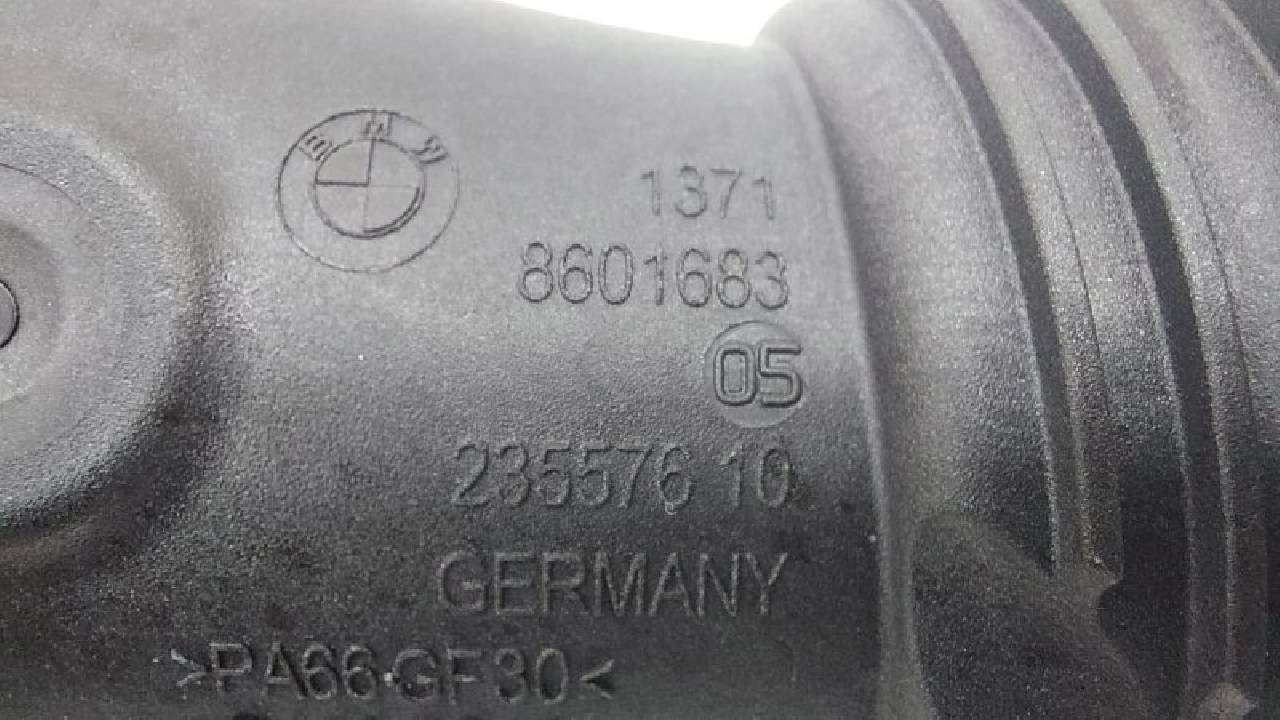 BMW
1371
8601683
05
235576 10
GERMANY
>PA66-GF30<